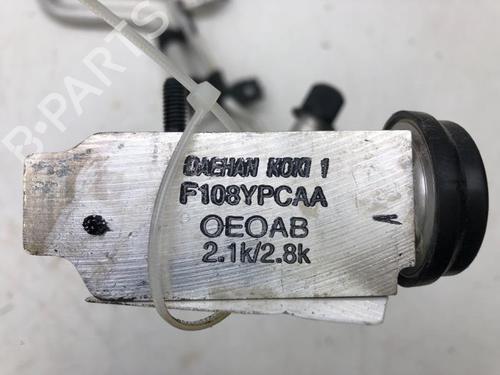 B-PARTS
DAEHAN KOKI 1
F108YPCAA
OEOAB
2.1k/2.8k
A